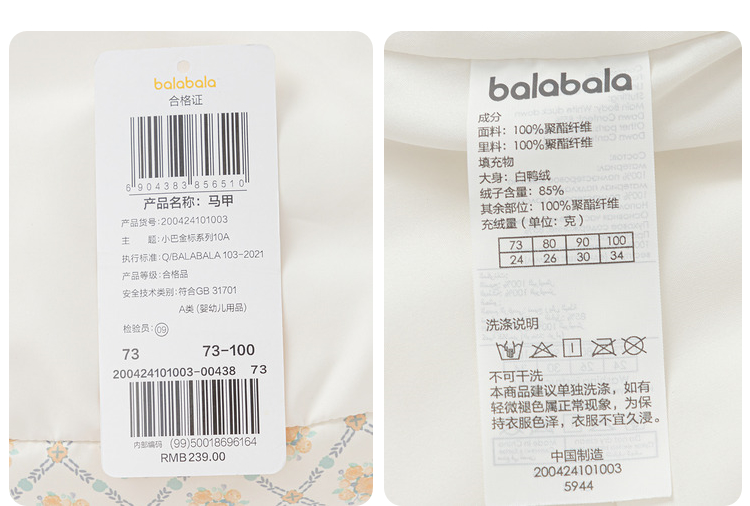 balabala
合格证
6 904383 856510
产品名称：马甲
产品货号:200424101003
主 题:小巴金标系列10A
执行标准:Q/BALABALA 103-2021
产品等级:合格品
安全技术类别:符合GB 31701
A类 (婴幼儿用品)
检验员:09
73 73-100
200424101003-00438 73
内部编码 (99)50018696164
RMB239.00
balabala
成分
面料：100%聚酯纤维
里料：100%聚酯纤维
填充物
大身：白鸭绒
绒子含量：85%
其余部位：100%聚酯纤维
充绒量（单位：克）
73 80 90 100
24 26 30 34
洗涤说明
不可干洗
本商品建议单独洗涤，如有
轻微褪色属正常现象，为保
持衣服色泽，衣服不宜久浸。
中国制造
200424101003
5944